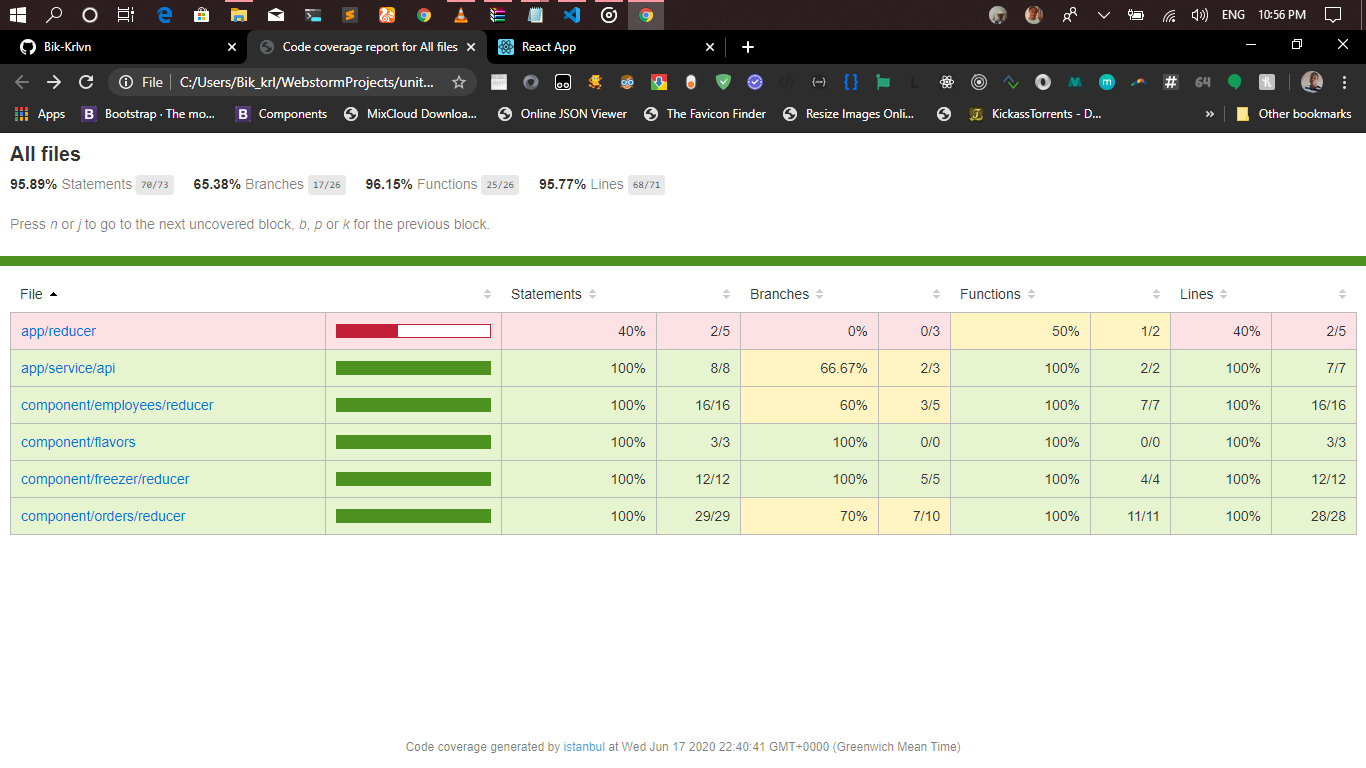 ENG 10:56 PM
Bik-Krlvn
Code coverage report for All files
React App
File C:/Users/Bik_krl/WebstormProjects/unit...
Apps Bootstrap · The mo... Components MixCloud Downloa... Online JSON Viewer The Favicon Finder Resize Images Onli... KickassTorrents - D... » Other bookmarks
All files
95.89% Statements 70/73 65.38% Branches 17/26 96.15% Functions 25/26 95.77% Lines 68/71
Press n or j to go to the next uncovered block, b, p or k for the previous block.
File Statements Branches Functions Lines
app/reducer 40% 2/5 0% 0/3 50% 1/2 40% 2/5
app/service/api 100% 8/8 66.67% 2/3 100% 2/2 100% 7/7
component/employees/reducer 100% 16/16 60% 3/5 100% 7/7 100% 16/16
component/flavors 100% 3/3 100% 0/0 100% 0/0 100% 3/3
component/freezer/reducer 100% 12/12 100% 5/5 100% 4/4 100% 12/12
component/orders/reducer 100% 29/29 70% 7/10 100% 11/11 100% 28/28
Code coverage generated by istanbul at Wed Jun 17 2020 22:40:41 GMT+0000 (Greenwich Mean Time)